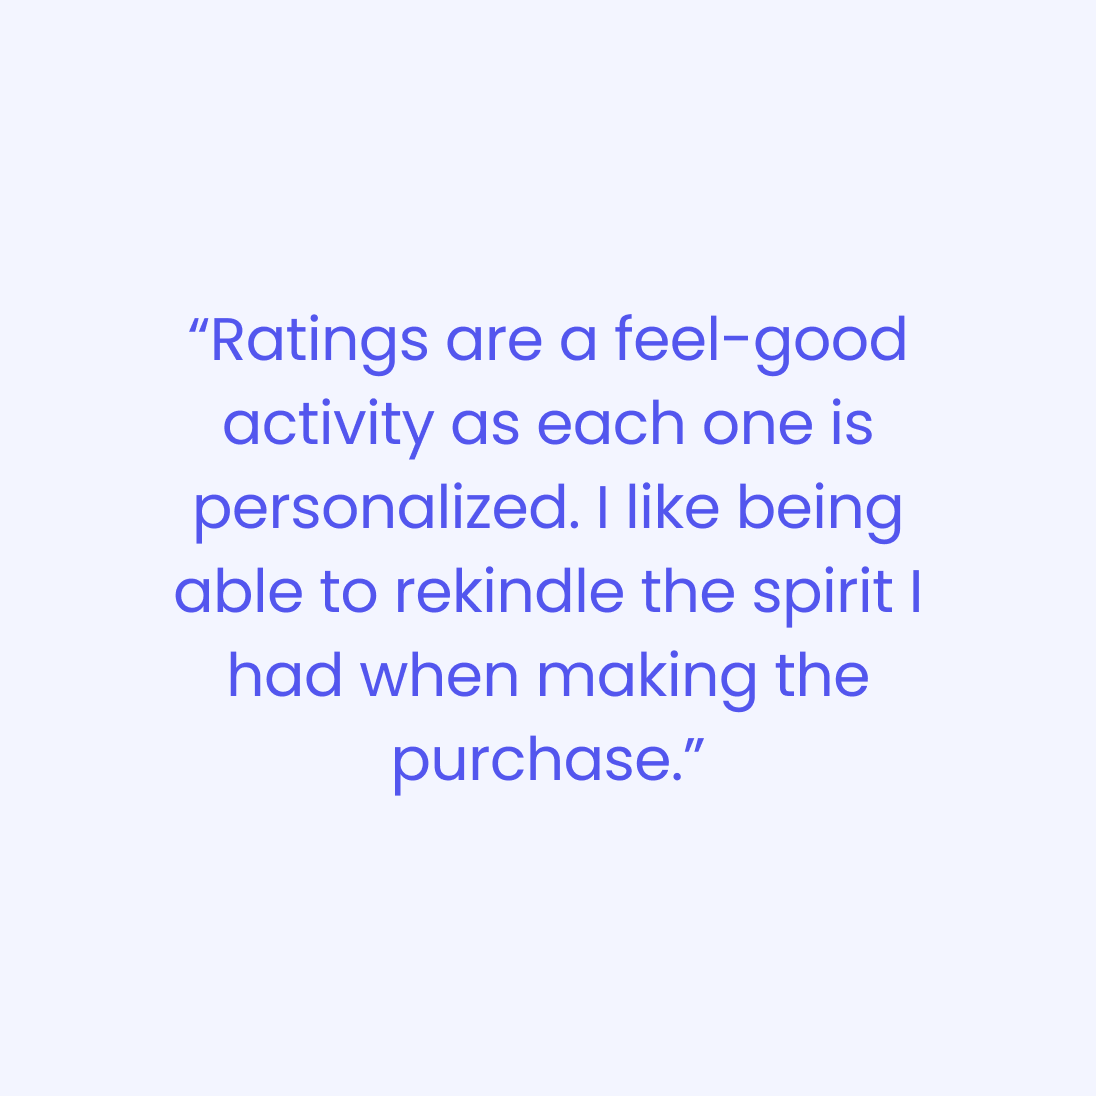 “Ratings are a feel-good
activity as each one is
personalized. I like being
able to rekindle the spirit I
had when making the
purchase.”